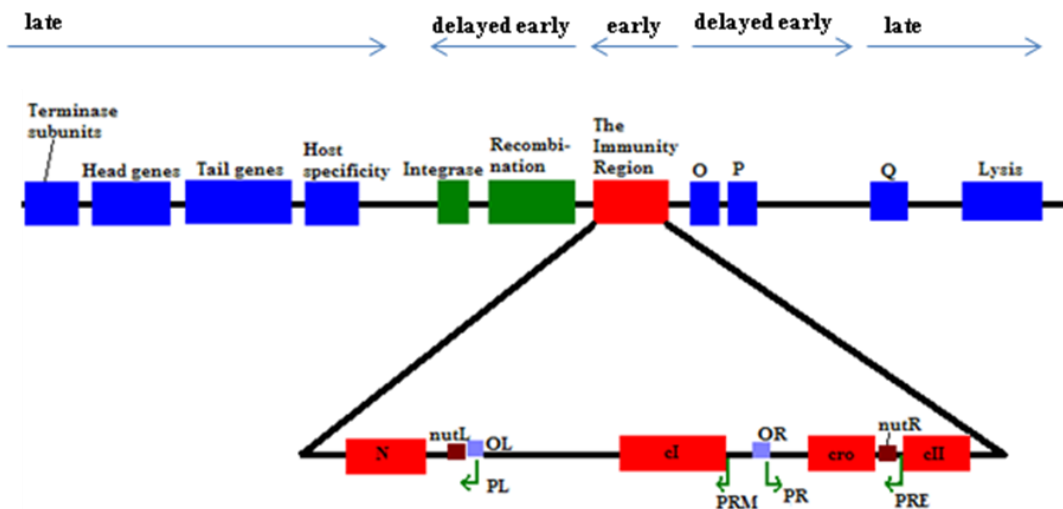 late
delayed early
early
delayed early
late
Terminase
subunits
Head genes
Tail genes
Host
specificity
Integrase
Recombi-
nation
The
Immunity
Region
O
P
Q
Lysis
N
nutL
OL
PL
cI
PRM
OR
PR
cro
nutR
PRE
cII